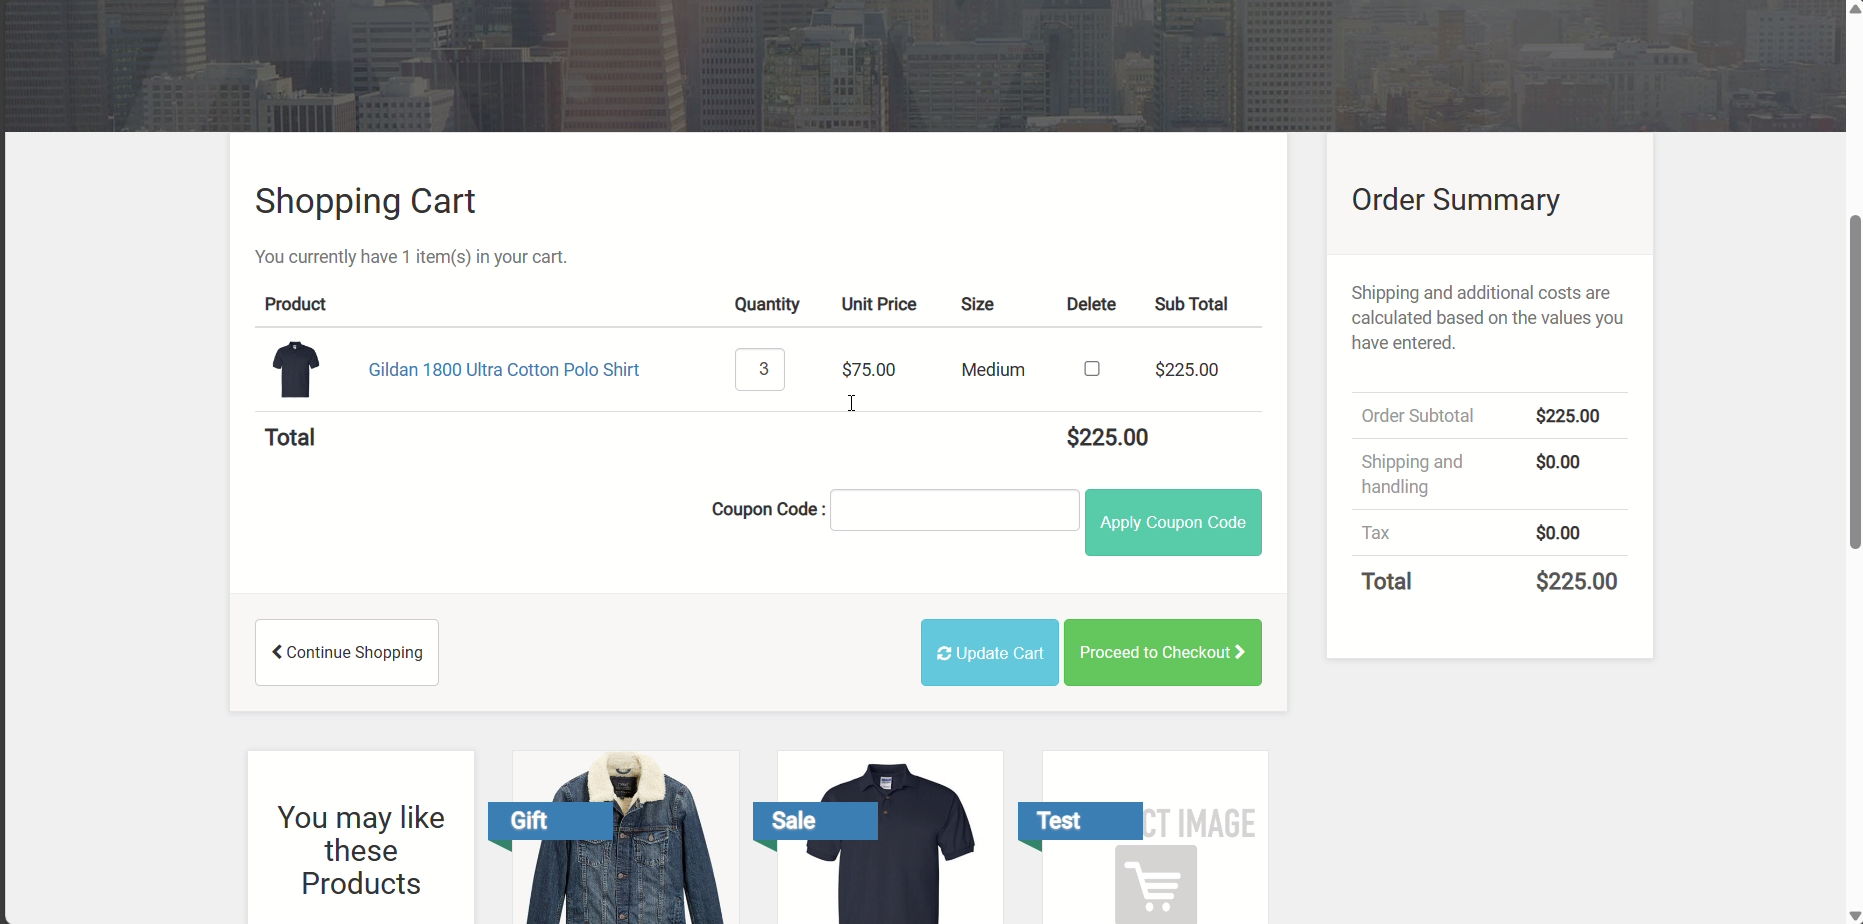 Shopping Cart
You currently have 1 item(s) in your cart.
Product Quantity Unit Price Size Delete Sub Total
Gildan 1800 Ultra Cotton Polo Shirt 3 $75.00 Medium $225.00
Total $225.00
Coupon Code :
Apply Coupon Code
Continue Shopping
Update Cart
Proceed to Checkout
Order Summary
Shipping and additional costs are
calculated based on the values you
have entered.
Order Subtotal $225.00
Shipping and $0.00
handling
Tax $0.00
Total $225.00
You may like
these
Products
Gift
Sale
Test
CT IMAGE